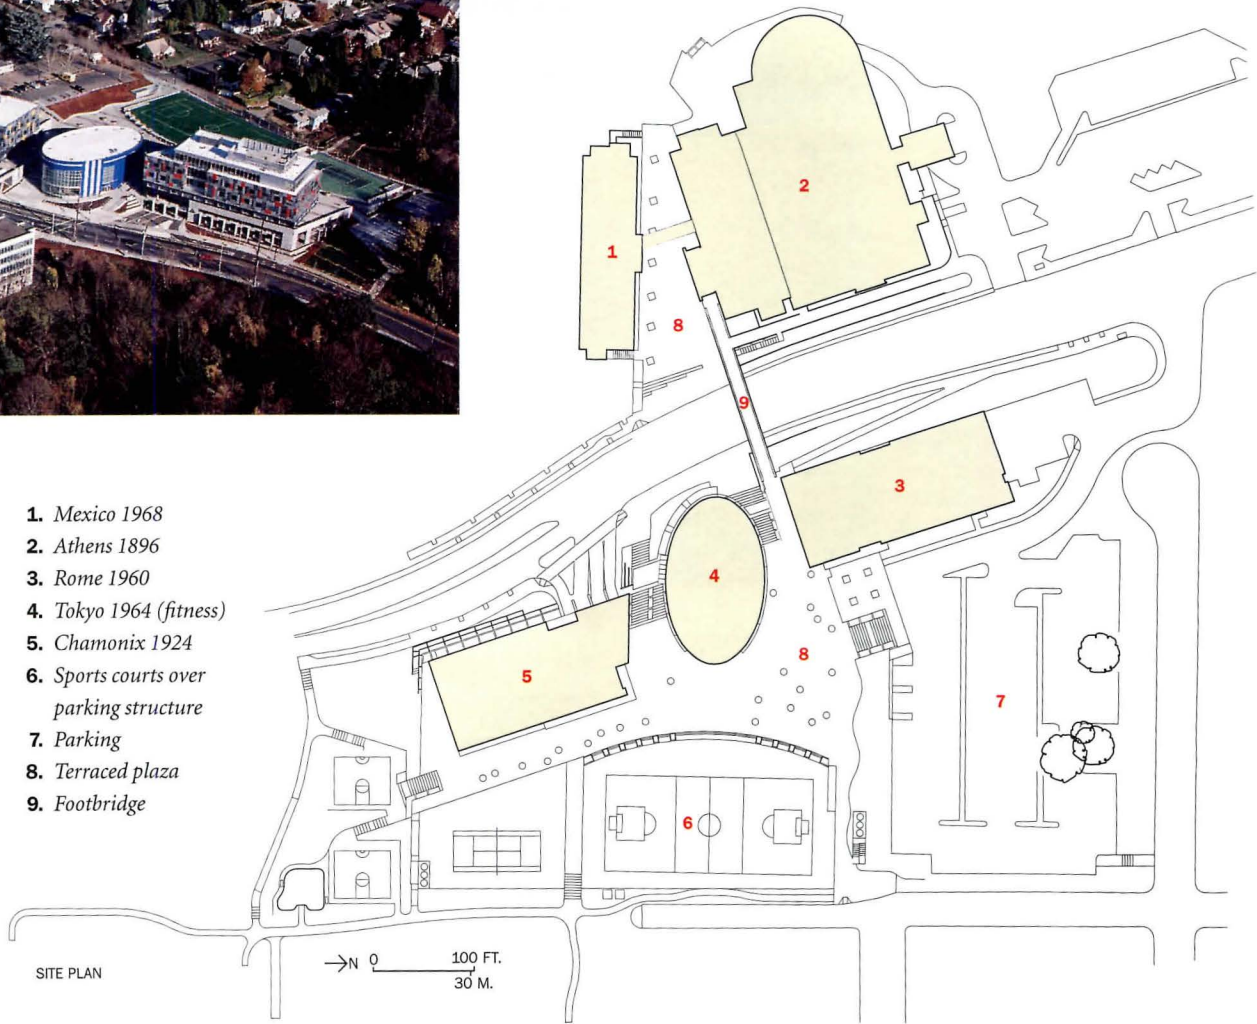 1. Mexico 1968
2. Athens 1896
3. Rome 1960
4. Tokyo 1964 (fitness)
5. Chamonix 1924
6. Sports courts over
parking structure
7. Parking
8. Terraced plaza
9. Footbridge
1
2
8
9
3
4
5
8
7
6
SITE PLAN
N 0 100 FT.
30 M.